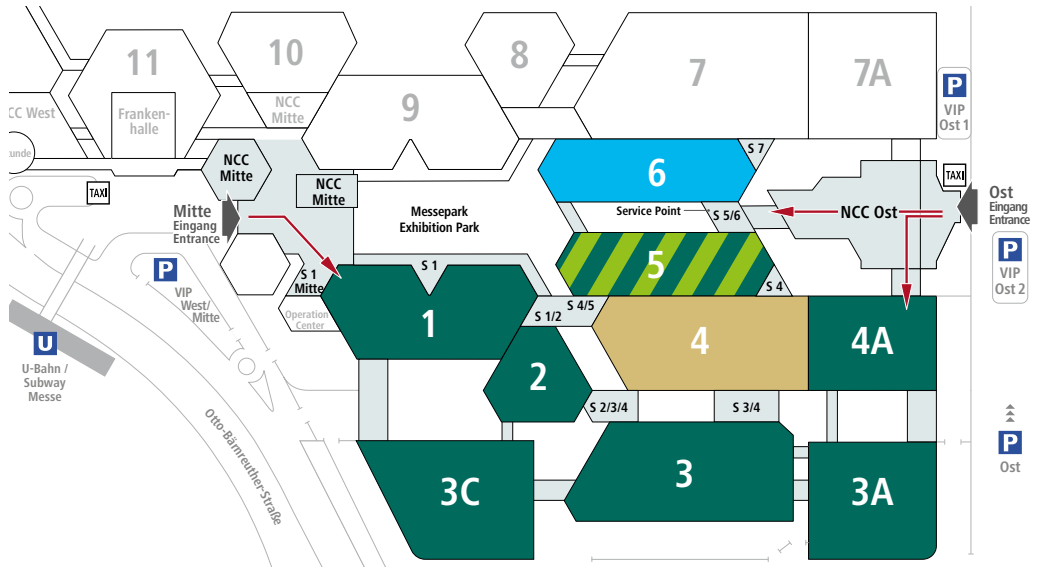 11
10
8
7
7A
P
VIP
Ost 1
CC West
Franken-
halle
NCC
Mitte
9
unde
NCC
Mitte
NCC
Mitte
TAXI
Mitte
Eingang
Entrance
Messepark
Exhibition Park
6
S 7
Service Point
S 5/6
NCC Ost
TAXI
Ost
Eingang
Entrance
P
VIP
Ost 2
5
S 4
S 1
S 1
Mitte
P
VIP
West/
Mitte
Operation
Center
1
S 4/5
S 1/2
4
4A
U
U-Bahn /
Subway
Messe
2
S 2/3/4
S 3/4
P
Ost
Otto-Bärnreuther-Straße
3C
3
3A